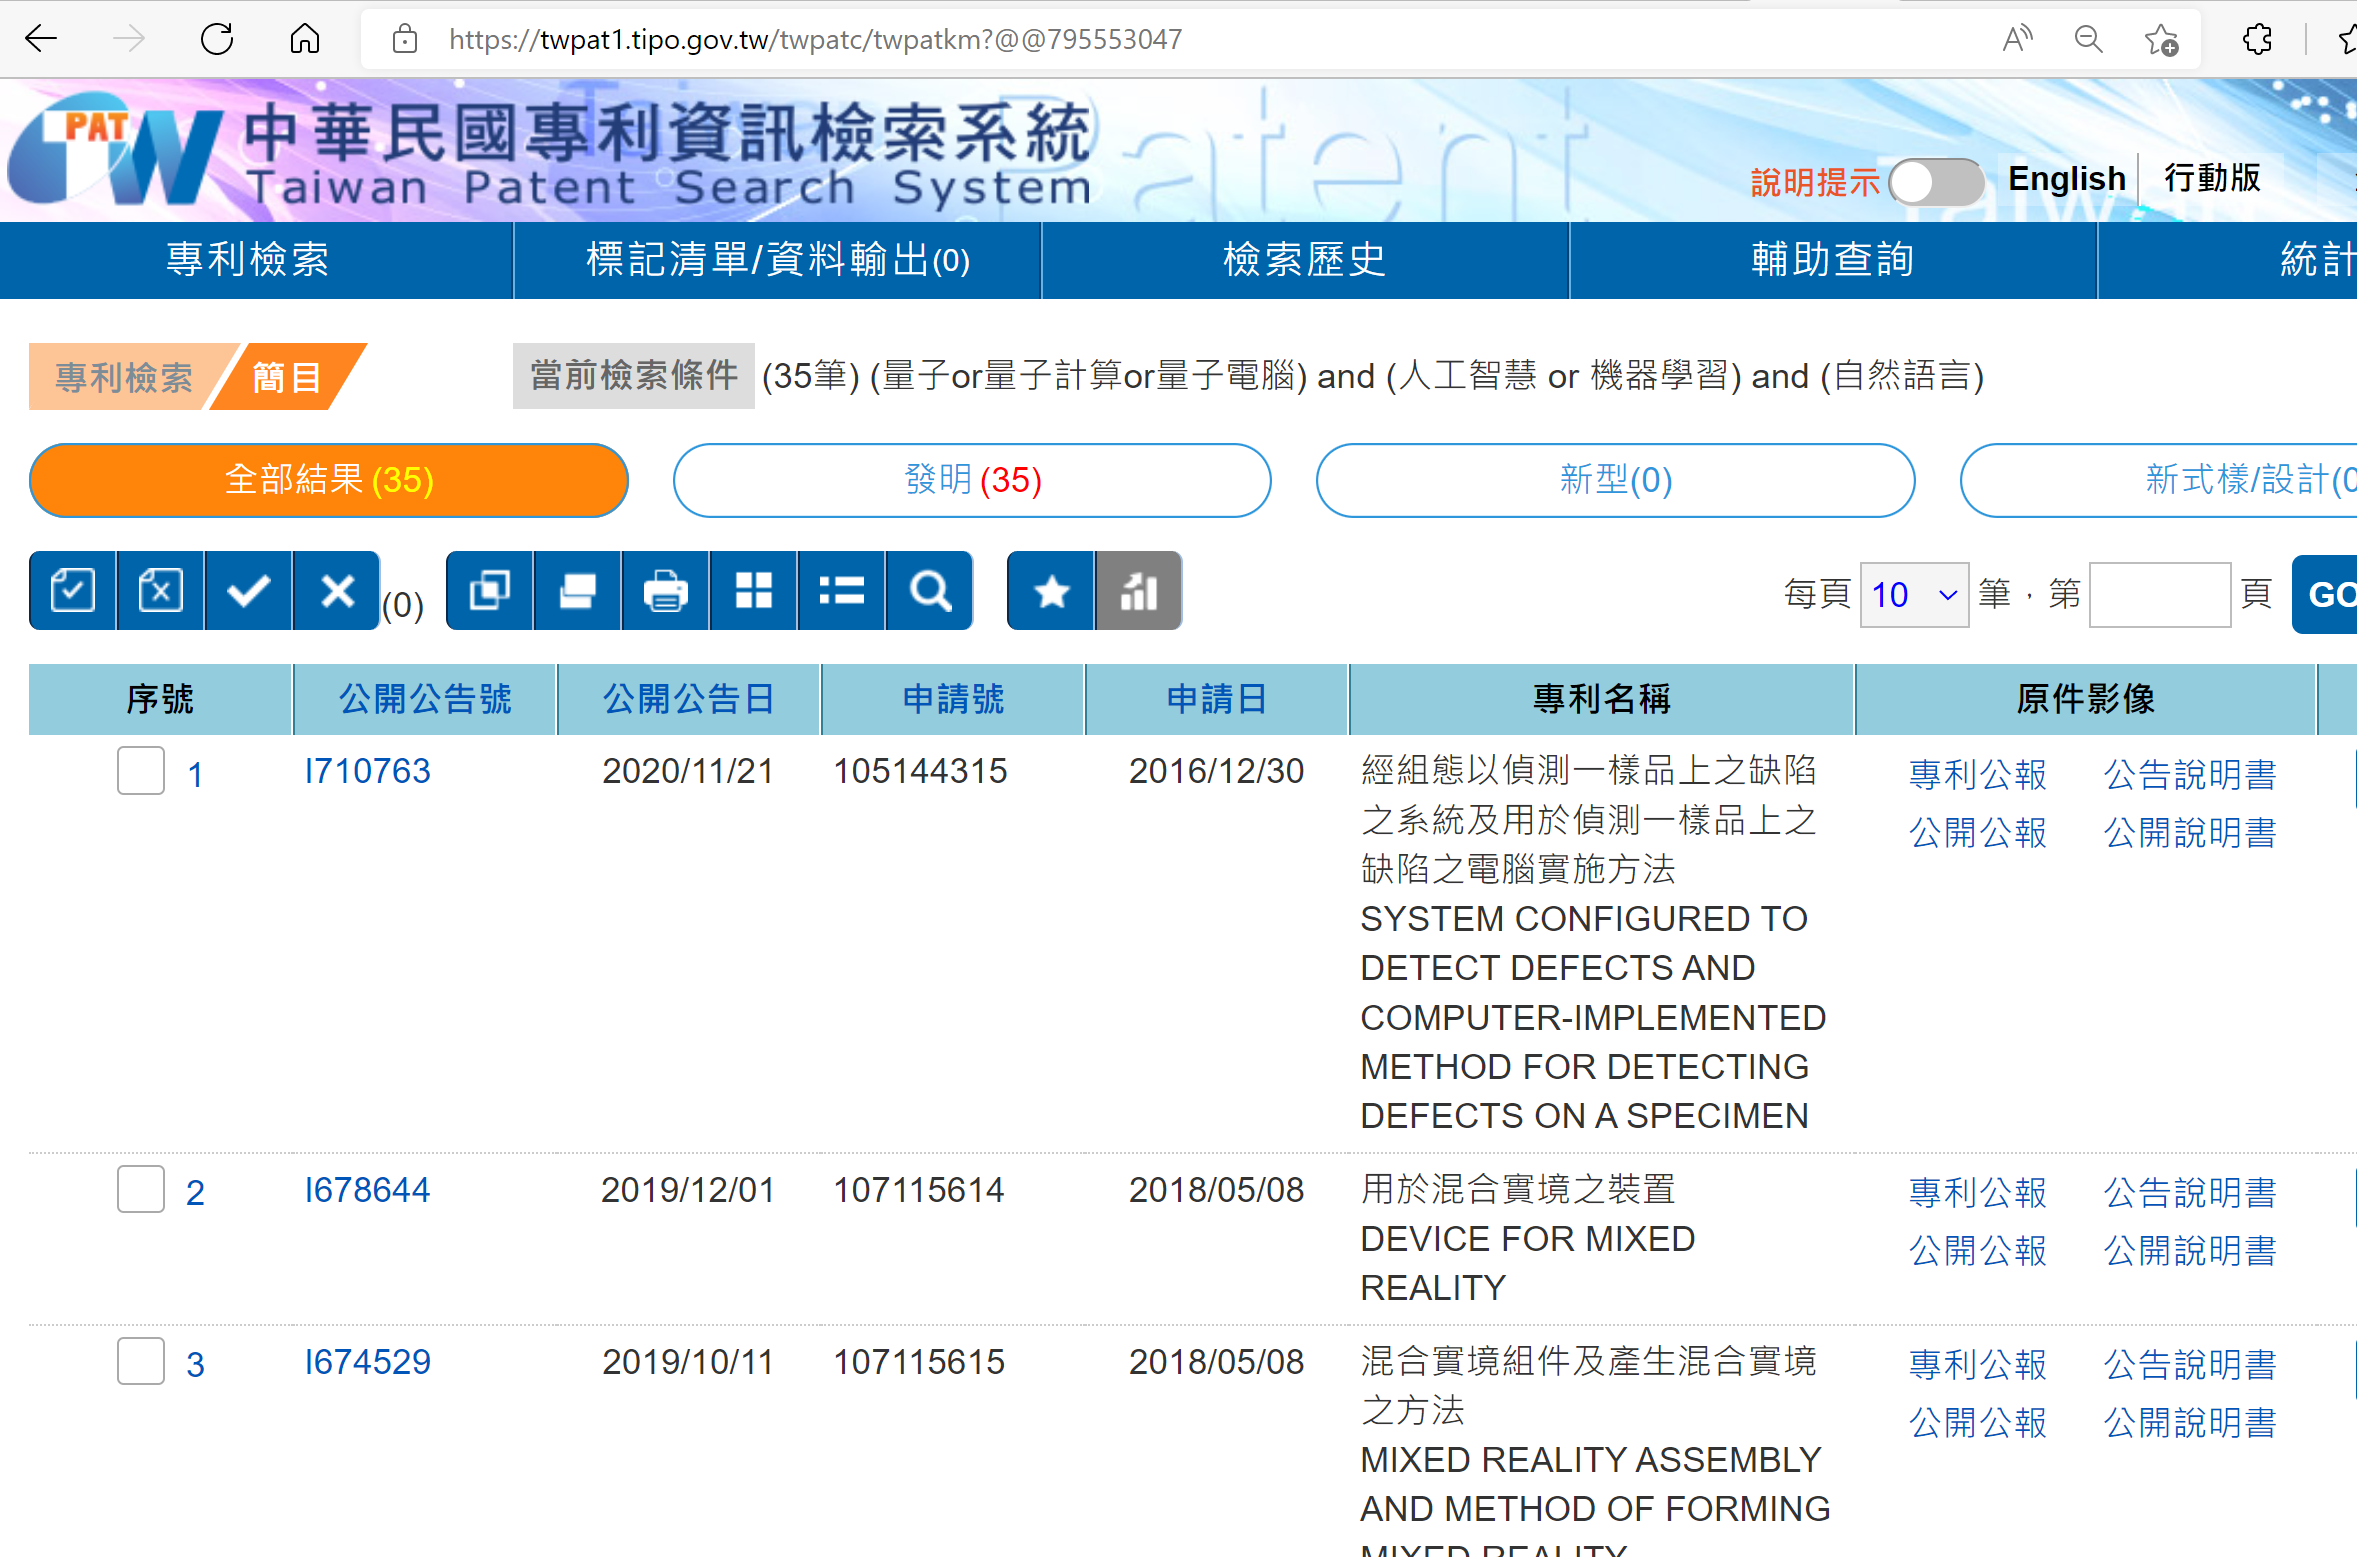 https://twpat1.tipo.gov.tw/twpatc/twpatkm?@@795553047
PAT TW 中華民國專利資訊檢索系統
Taiwan Patent Search System
Patent
說明提示 English 行動版
專利檢索 標記清單/資料輸出(0) 檢索歷史 輔助查詢 統計
專利檢索 簡目 當前檢索條件 (35筆) (量子or量子計算or量子電腦) and (人工智慧 or 機器學習) and (自然語言)
全部結果 (35) 發明 (35) 新型(0) 新式樣/設計(0
(0) 每頁 10 筆，第 頁 GO
序號 公開公告號 公開公告日 申請號 申請日 專利名稱 原件影像
1 I710763 2020/11/21 105144315 2016/12/30 經組態以偵測一樣品上之缺陷 專利公報 公告說明書
之系統及用於偵測一樣品上之 公開公報 公開說明書
缺陷之電腦實施方法
SYSTEM CONFIGURED TO
DETECT DEFECTS AND
COMPUTER-IMPLEMENTED
METHOD FOR DETECTING
DEFECTS ON A SPECIMEN
2 I678644 2019/12/01 107115614 2018/05/08 用於混合實境之裝置 專利公報 公告說明書
DEVICE FOR MIXED 公開公報 公開說明書
REALITY
3 I674529 2019/10/11 107115615 2018/05/08 混合實境組件及產生混合實境 專利公報 公告說明書
之方法 公開公報 公開說明書
MIXED REALITY ASSEMBLY
AND METHOD OF FORMING
MIXED REALITY